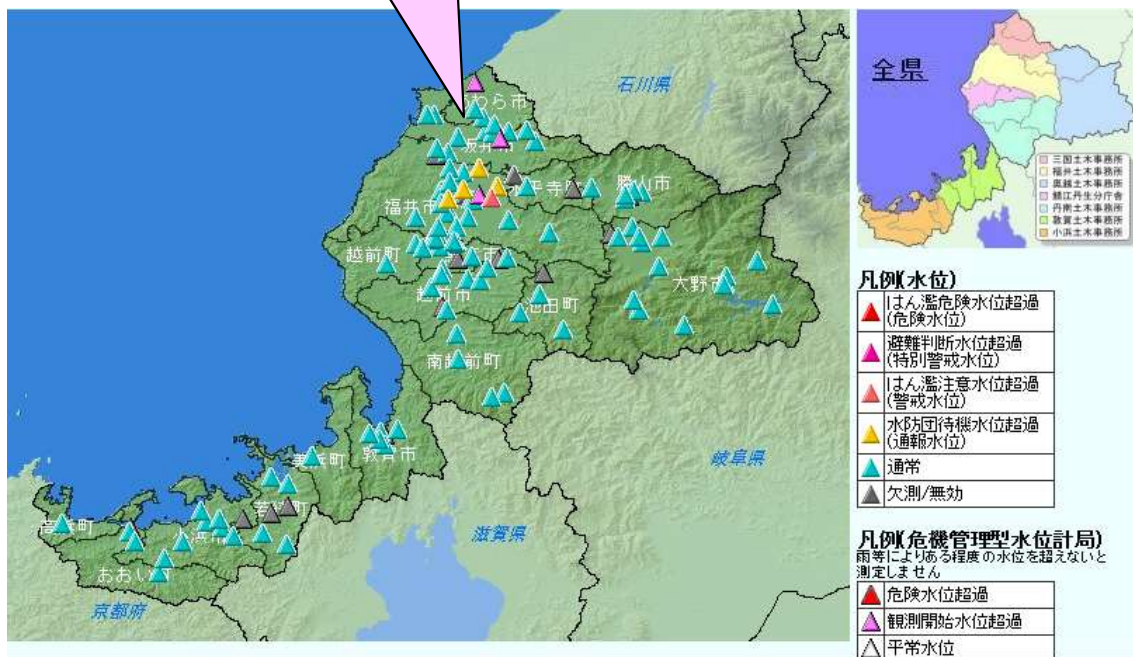 石川県
わら市
坂井市
永平寺町
勝山市
福井市
越前町
大野市
越前市
池田町
南越前町
敦賀市
美浜町
岐阜県
滋賀県
高浜町
おおい町
京都府
全県
三国土木事務所
福井土木事務所
奥越土木事務所
鯖江丹生分庁舎
丹南土木事務所
敦賀土木事務所
小浜土木事務所
凡例(水位)
はん濫危険水位超過
(危険水位)
避難判断水位超過
(特別警戒水位)
はん濫注意水位超過
(警戒水位)
水防団待機水位超過
(通報水位)
通常
欠測/無効
凡例(危機管理型水位計局)
雨等によりある程度の水位を超えないと
測定しません
危険水位超過
観測開始水位超過
平常水位